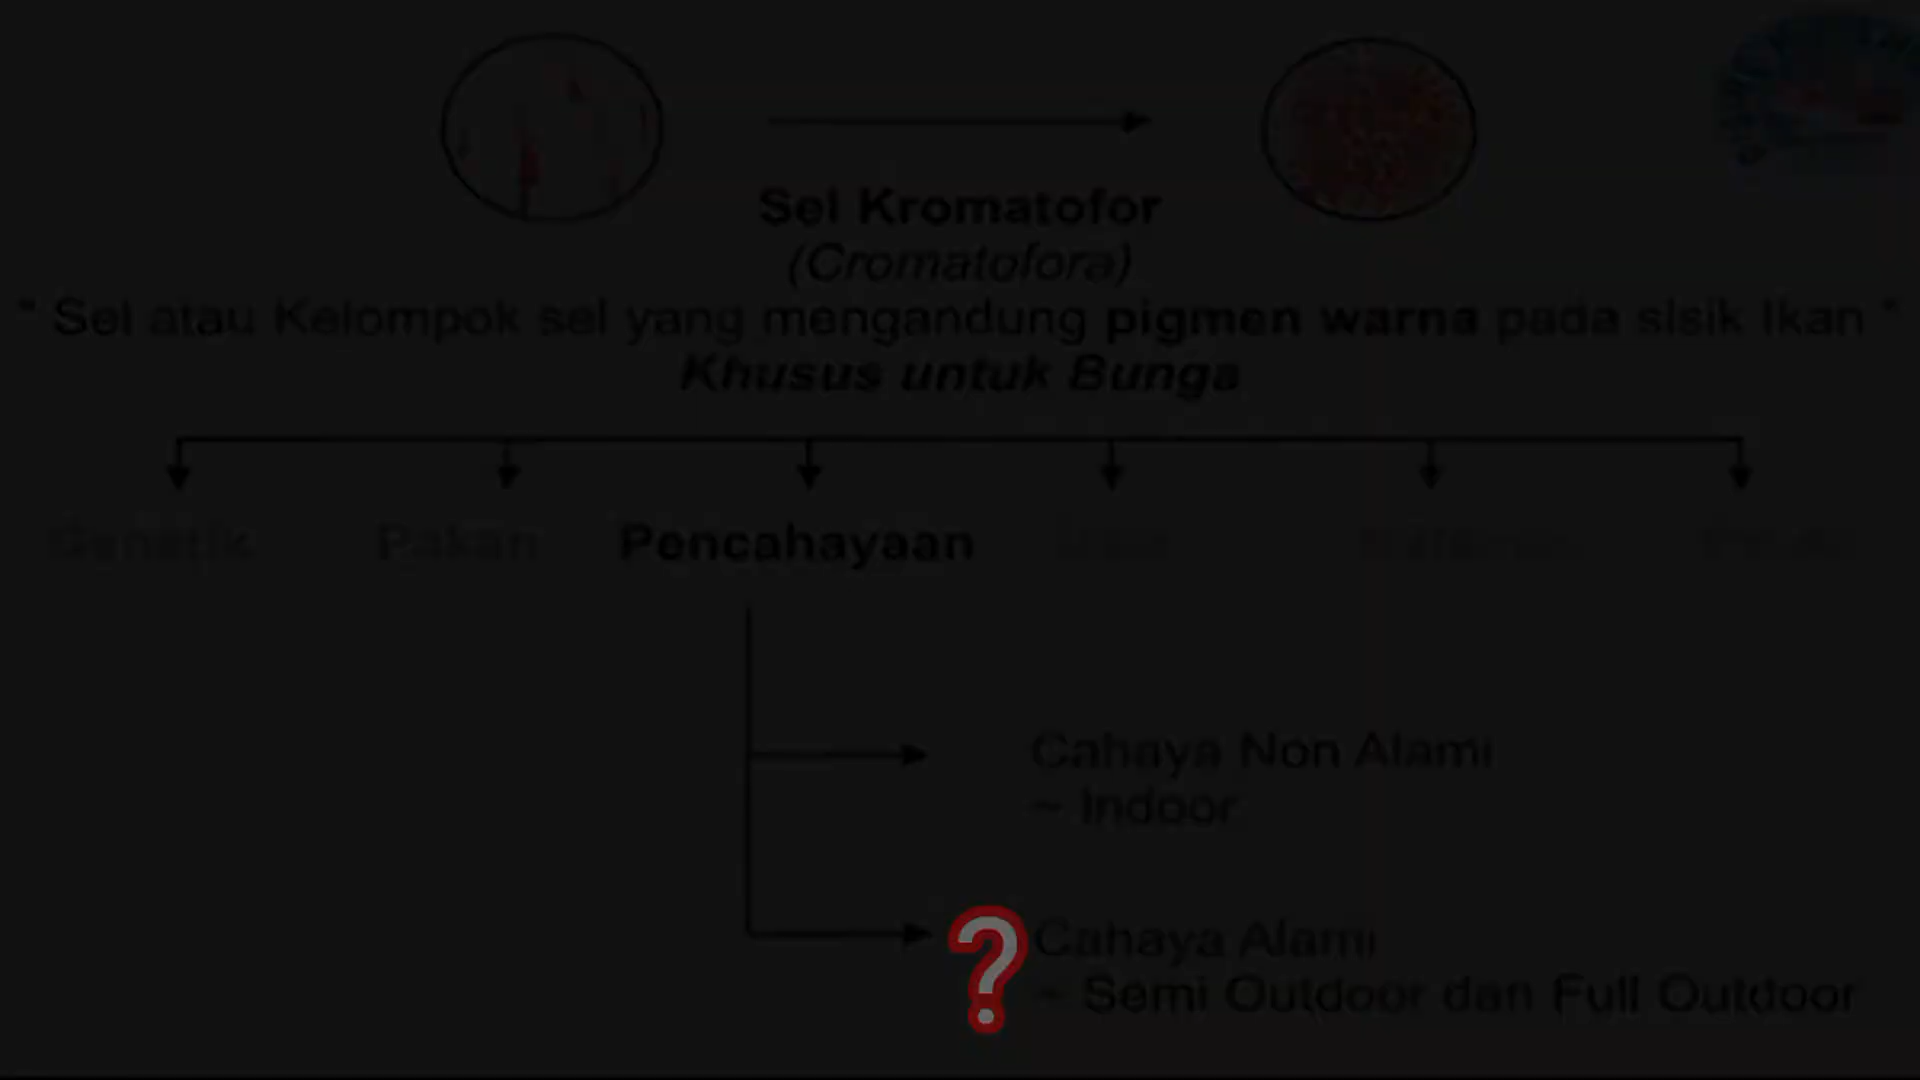 Sel Kromatofor
(Cromatofora)
" Sel atau Kelompok sel yang mengandung pigmen warna pada sisik Ikan "
Khusus untuk Bunga
Genetik Pakan Pencahayaan
Cahaya Non Alami
~ Indoor
? Cahaya Alami
~ Semi Outdoor dan Full Outdoor